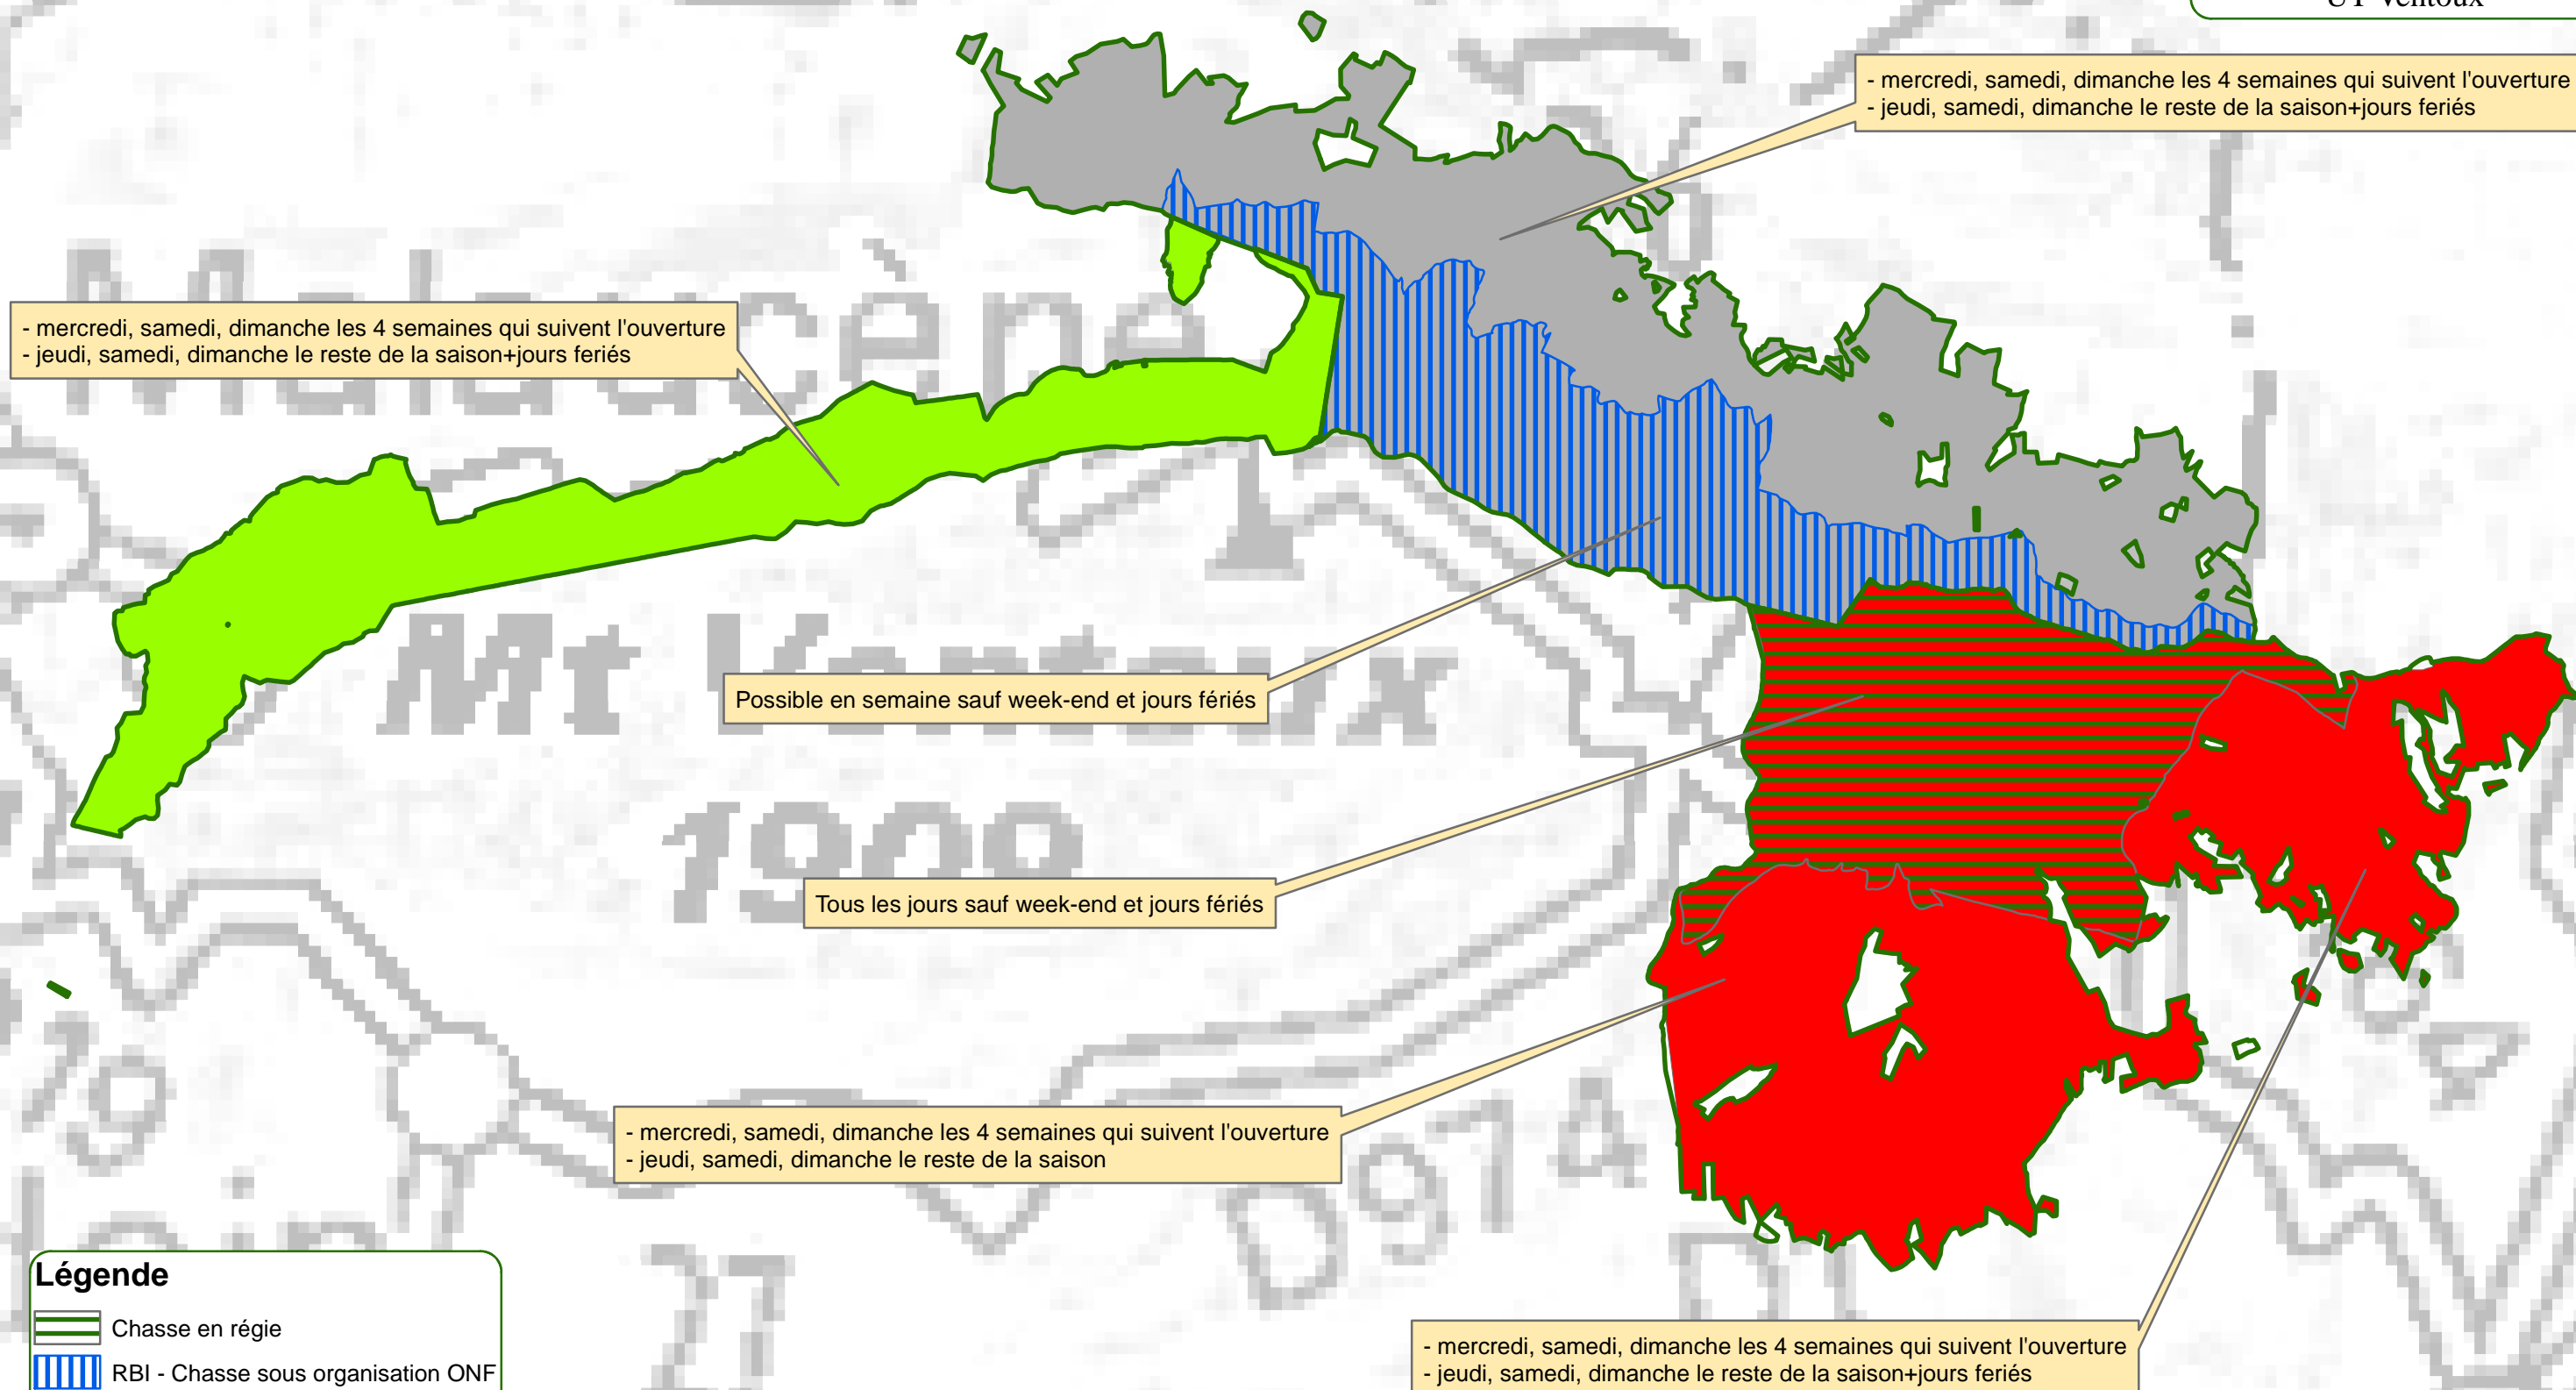 UT Ventoux
- mercredi, samedi, dimanche les 4 semaines qui suivent l'ouverture
- jeudi, samedi, dimanche le reste de la saison+jours feriés
- mercredi, samedi, dimanche les 4 semaines qui suivent l'ouverture
- jeudi, samedi, dimanche le reste de la saison+jours feriés
Malaucène
Mt Ventoux
Possible en semaine sauf week-end et jours fériés
1909
Tous les jours sauf week-end et jours fériés
19
- mercredi, samedi, dimanche les 4 semaines qui suivent l'ouverture
- jeudi, samedi, dimanche le reste de la saison
D974
Légende
Chasse en régie
RBI - Chasse sous organisation ONF
27
- mercredi, samedi, dimanche les 4 semaines qui suivent l'ouverture
- jeudi, samedi, dimanche le reste de la saison+jours feriés